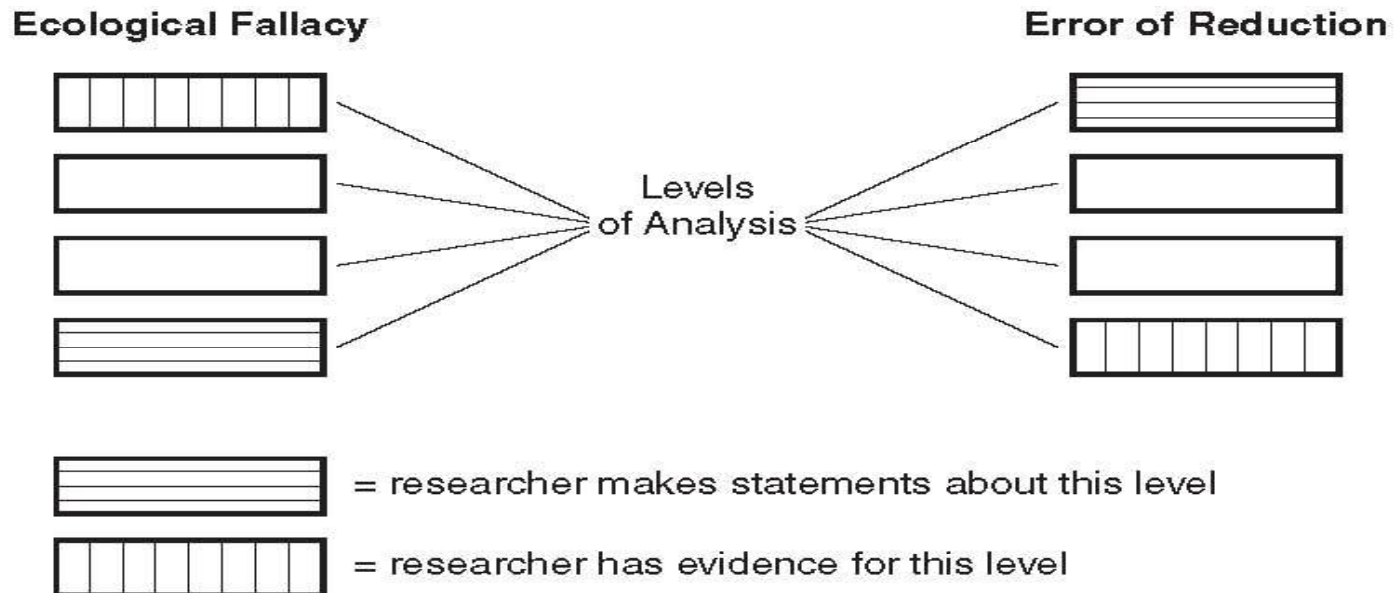 Ecological Fallacy
Error of Reduction
Levels
of Analysis
= researcher makes statements about this level
= researcher has evidence for this level